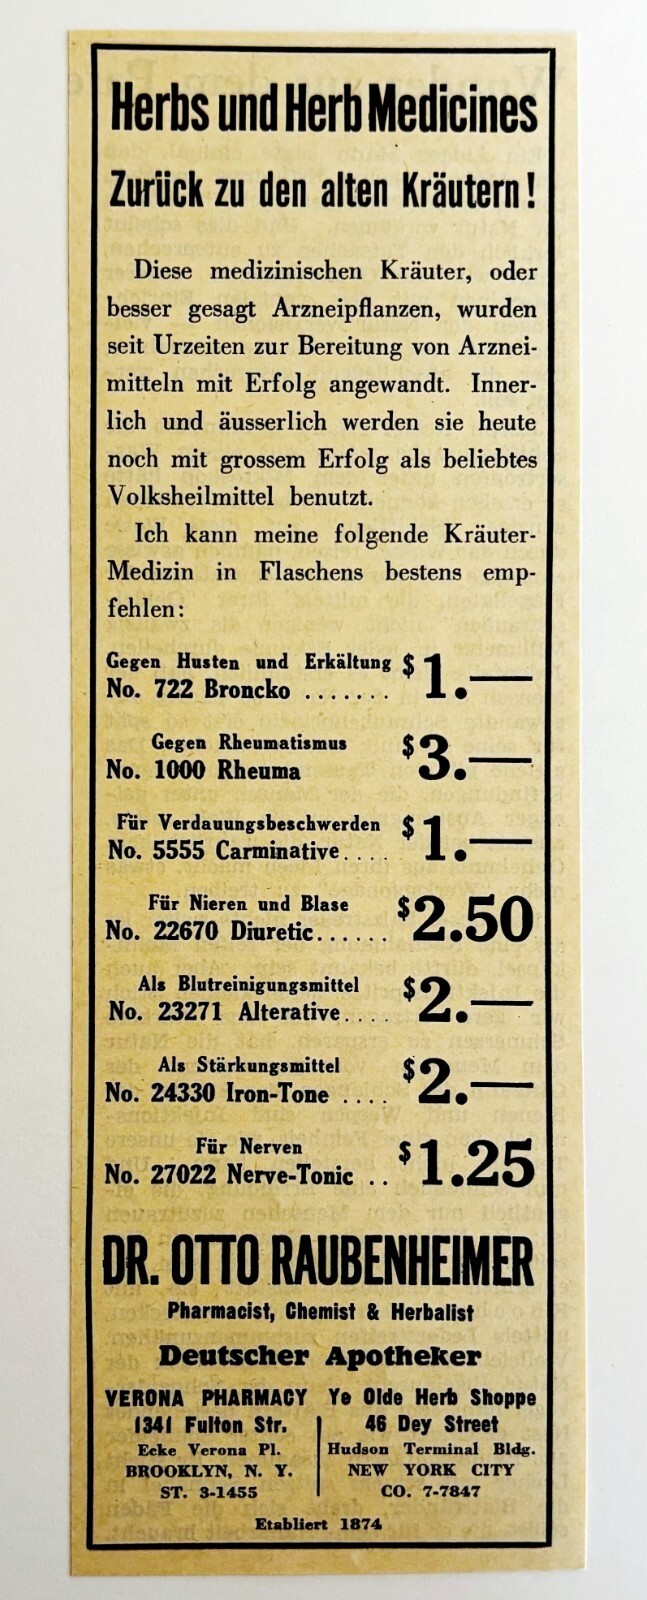 Herbs und Herb Medicines
Zurück zu den alten Kräutern!
Diese medizinischen Kräuter, oder
besser gesagt Arzneipflanzen, wurden
seit Urzeiten zur Bereitung von Arznei-
mitteln mit Erfolg angewandt. Inner-
lich und äusserlich werden sie heute
noch mit grossem Erfolg als beliebtes
Volksheilmittel benutzt.
Ich kann meine folgende Kräuter-
Medizin in Flaschens bestens emp-
fehlen:
Gegen Husten und Erkältung
No. 722 Broncko ....... $1.—
Gegen Rheumatismus
No. 1000 Rheuma $3.—
Für Verdauungsbeschwerden
No. 5555 Carminative.... $1.—
Für Nieren und Blase
No. 22670 Diuretic...... $2.50
Als Blutreinigungsmittel
No. 23271 Alterative.... $2.—
Als Stärkungsmittel
No. 24330 Iron-Tone .... $2.—
Für Nerven
No. 27022 Nerve-Tonic .. $1.25
DR. OTTO RAUBENHEIMER
Pharmacist, Chemist & Herbalist
Deutscher Apotheker
VERONA PHARMACY
1341 Fulton Str.
Ecke Verona Pl.
BROOKLYN, N. Y.
ST. 3-1455
Ye Olde Herb Shoppe
46 Dey Street
Hudson Terminal Bldg.
NEW YORK CITY
CO. 7-7847
Etabliert 1874